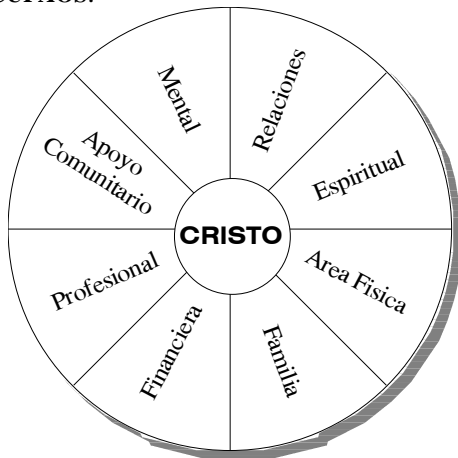 Mental
Relaciones
Apoyo
Comunitario
Espiritual
CRISTO
Profesional
Area Fisica
Financiera
Familia